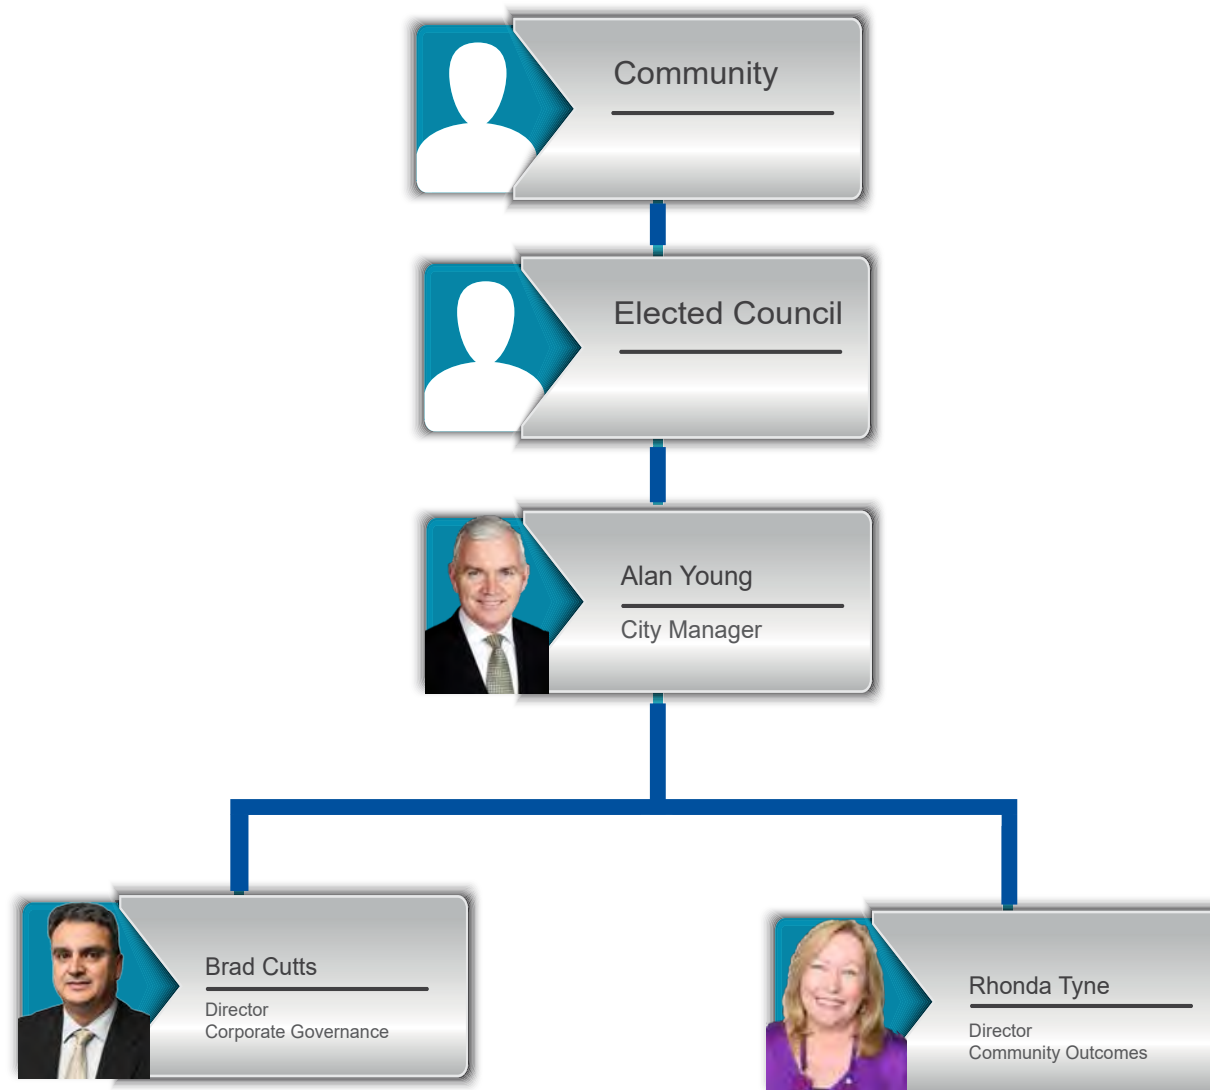 Community
Elected Council
Alan Young
City Manager
Brad Cutts
Director
Corporate Governance
Rhonda Tyne
Director
Community Outcomes